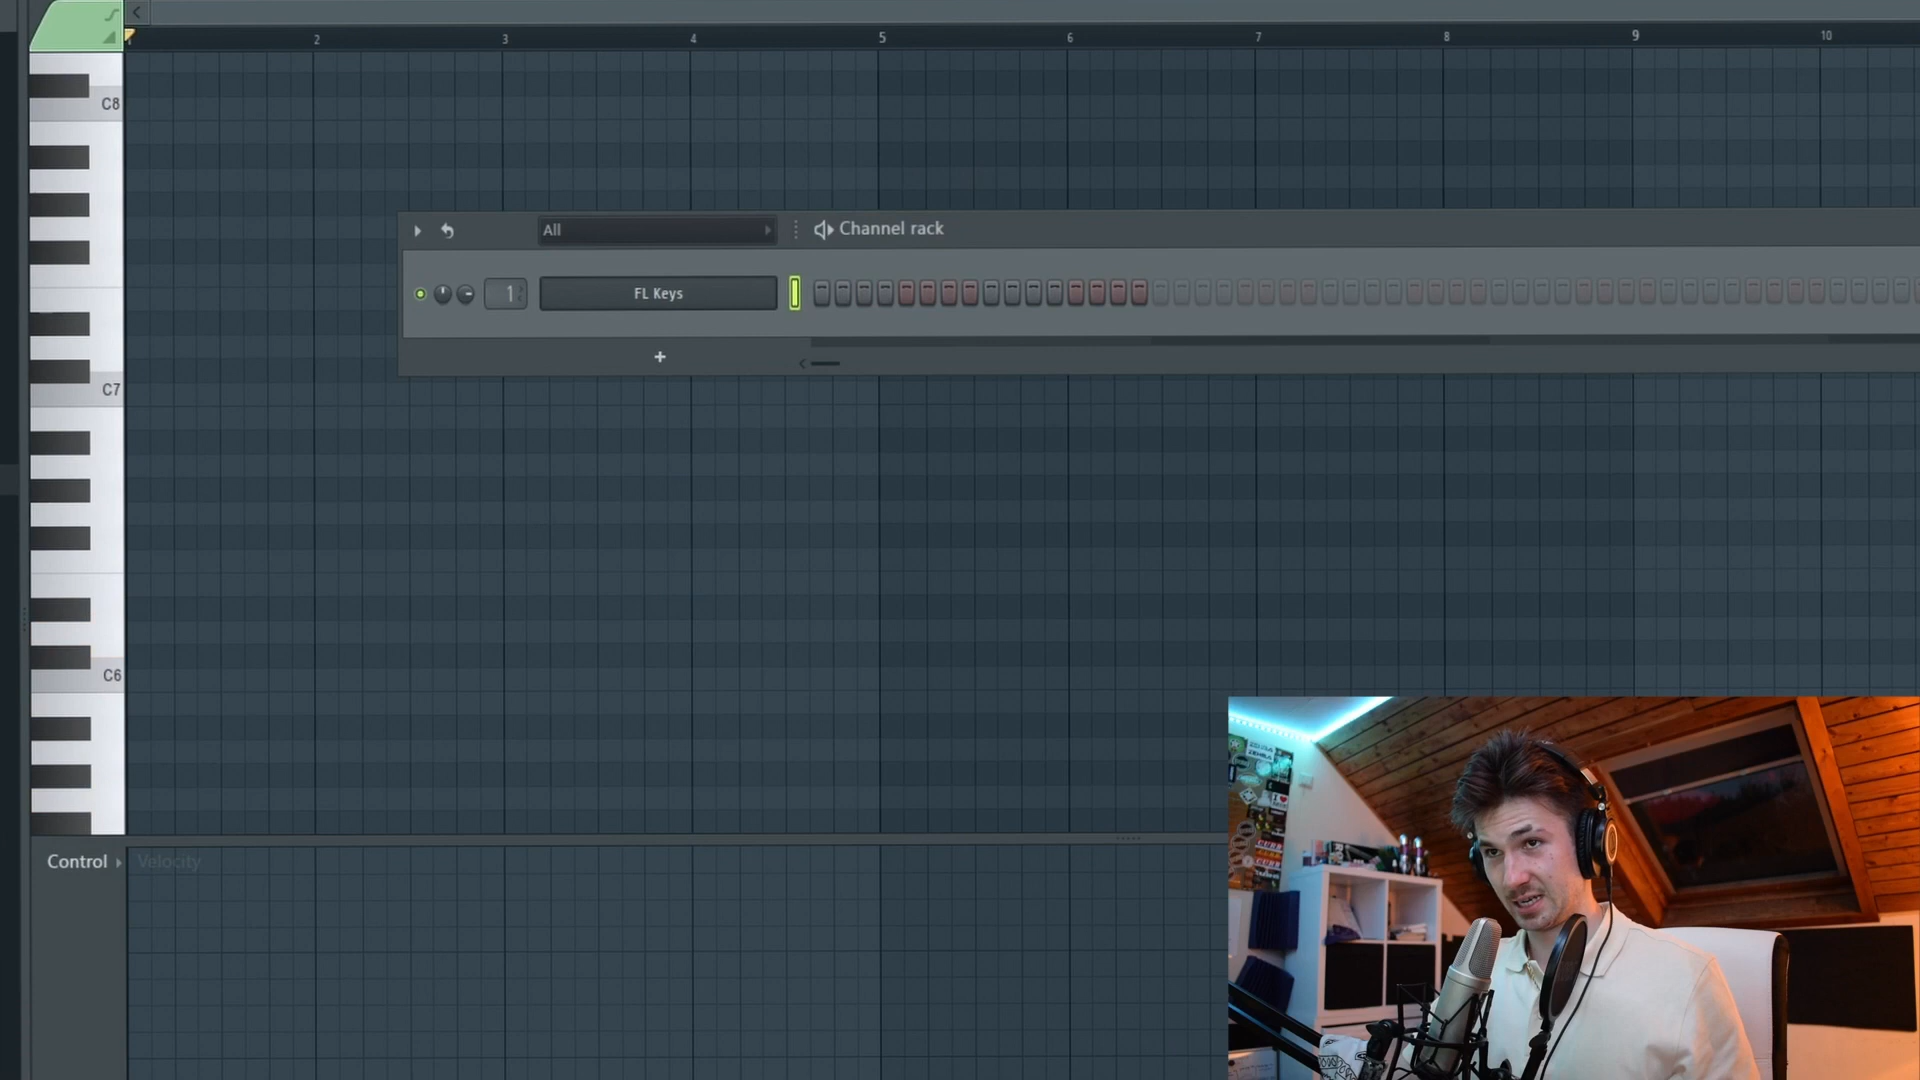 2 3 4 5 6 7 8 9 10
C8
All Channel rack
1 FL Keys
+
C7
C6
Control Velocity